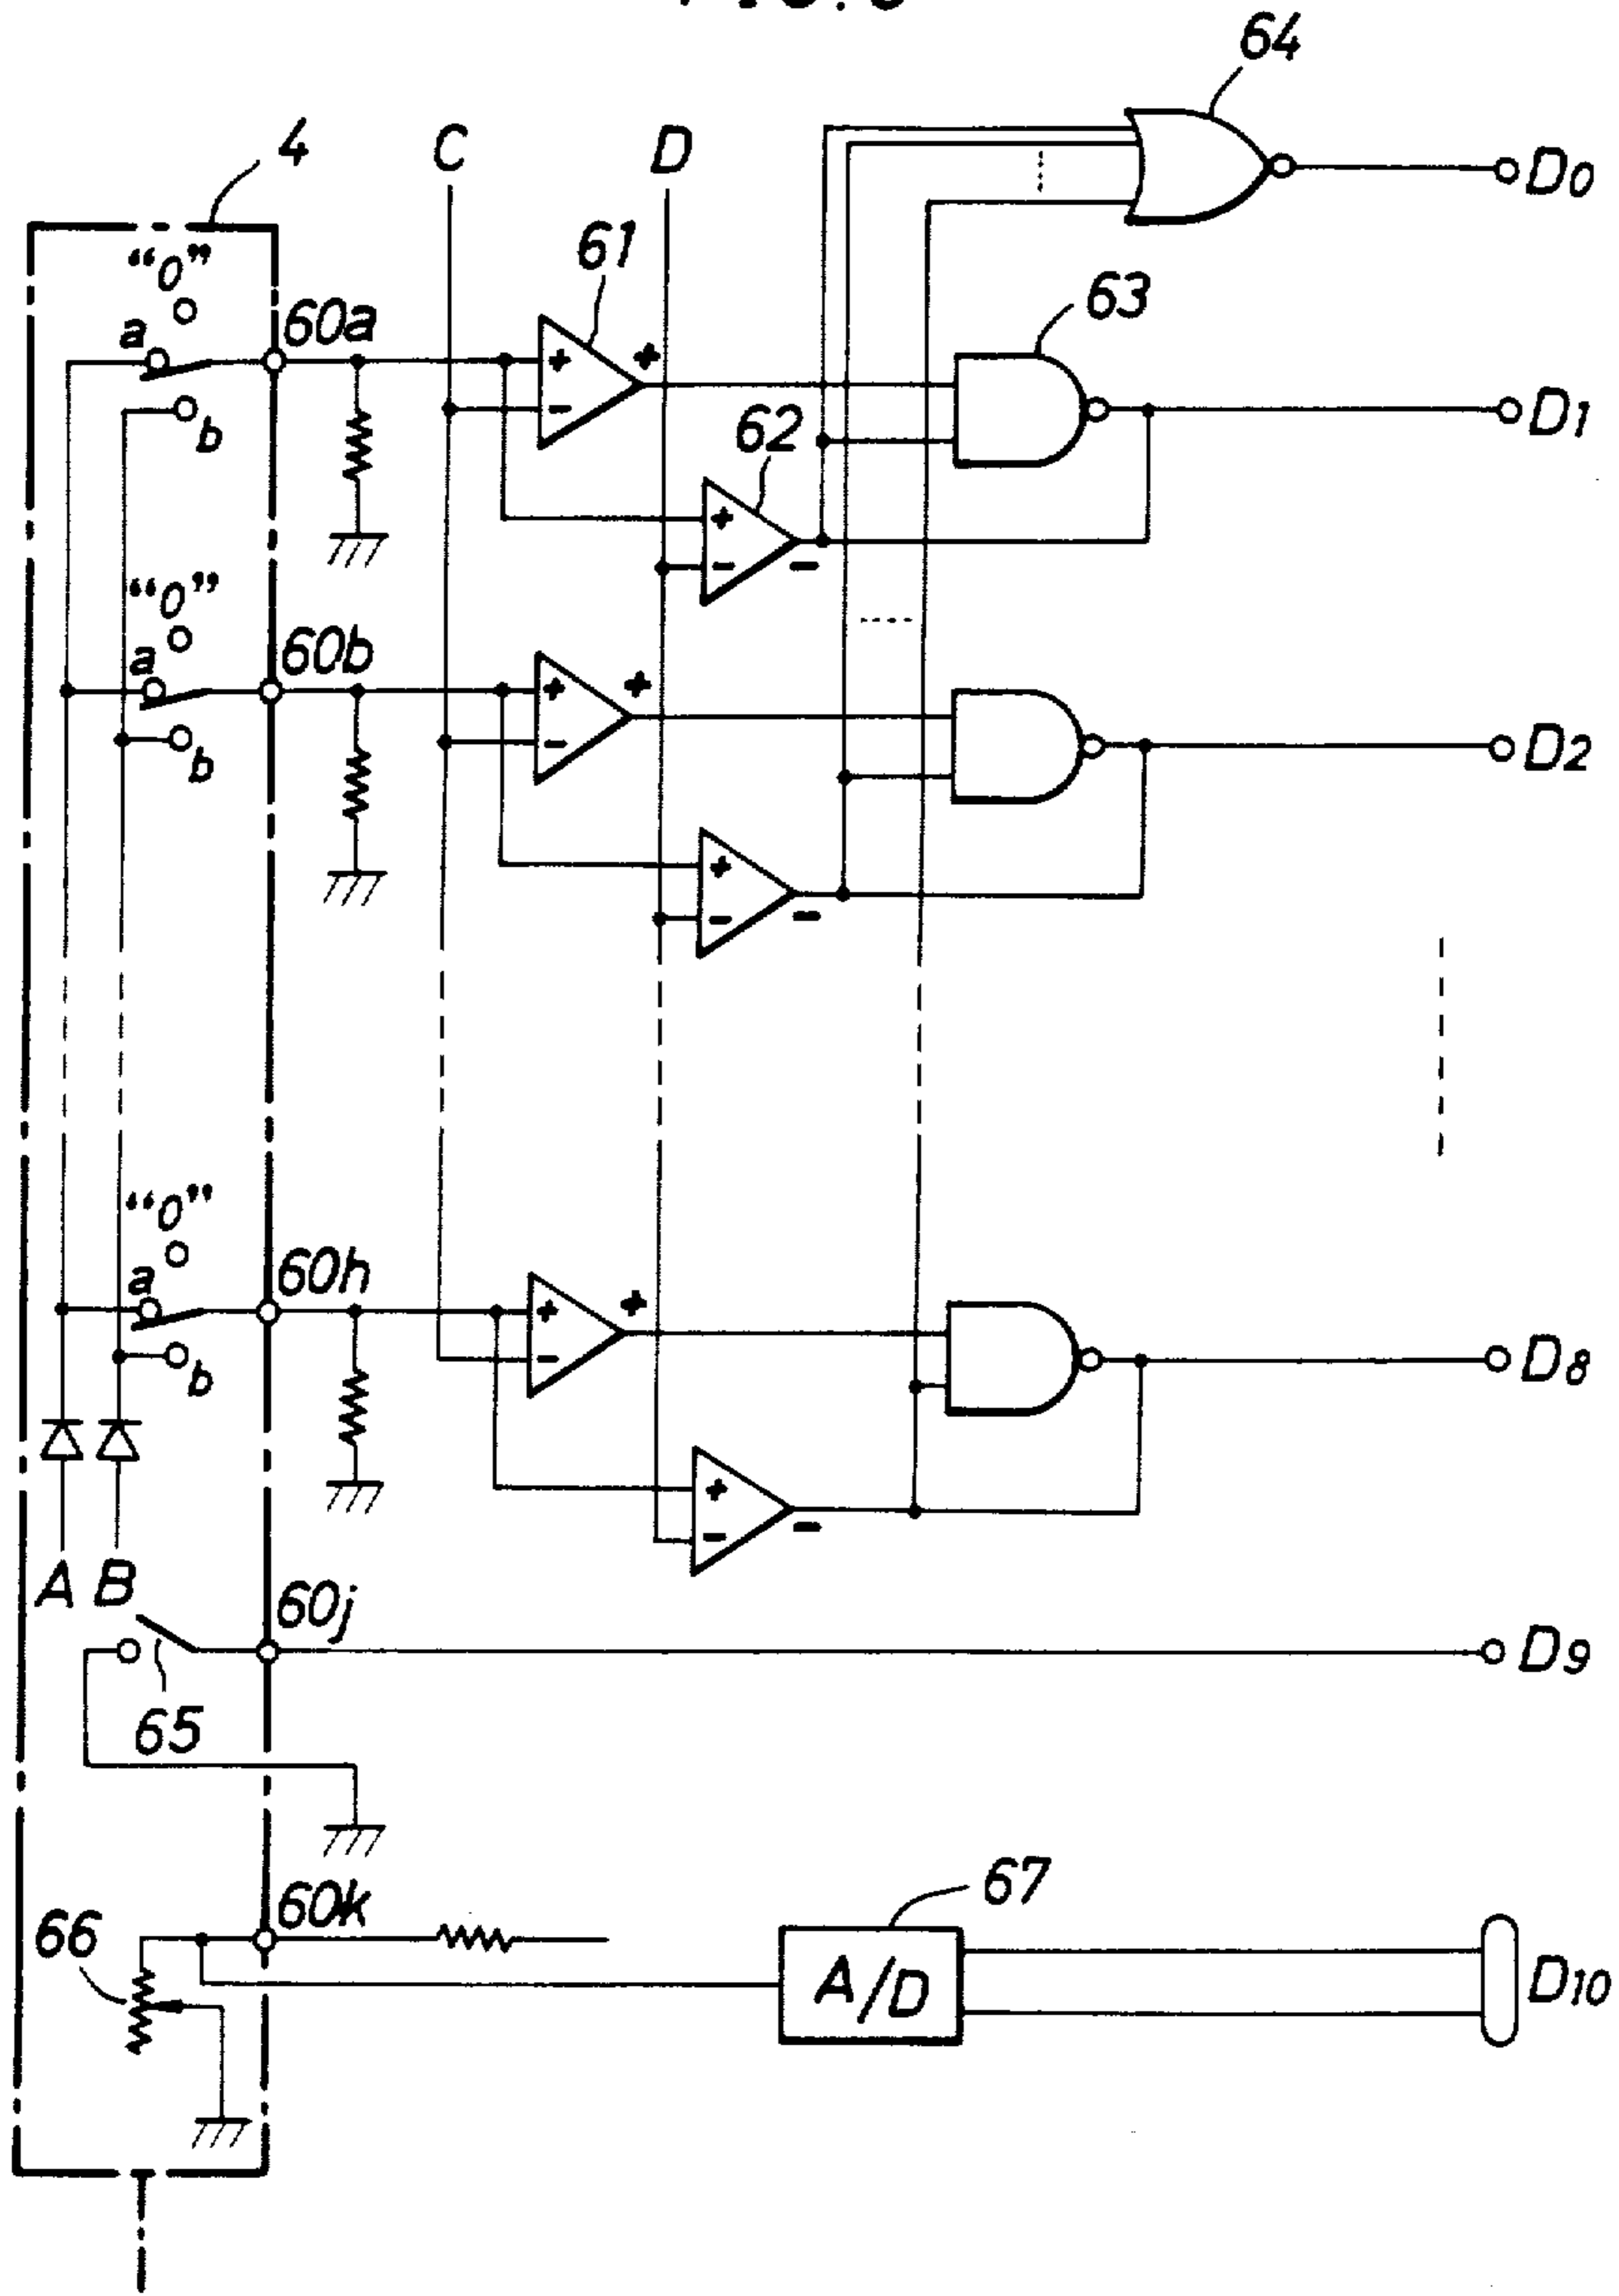 64
4
C
D
D0
"0"
61
63
60a
a
+
+
-
D1
b
62
+
-
-
"0"
60b
a
+
+
-
D2
b
+
-
-
"0"
60h
a
+
+
-
D8
b
+
-
-
A
B
60j
D9
65
60k
67
66
A/D
D10